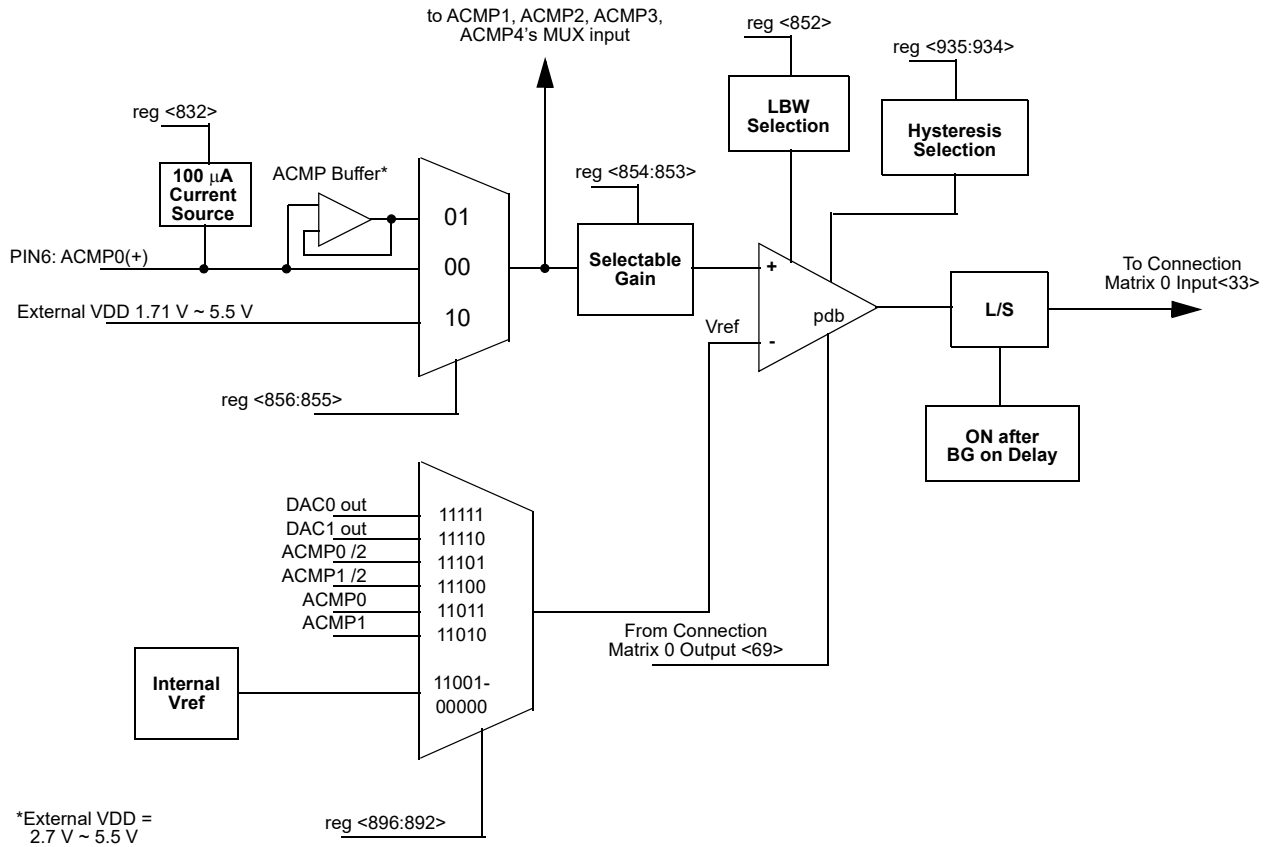 to ACMP1, ACMP2, ACMP3,
ACMP4's MUX input
reg <852>
reg <935:934>
reg <832>
LBW
Selection
Hysteresis
Selection
100 μA
Current
Source
ACMP Buffer*
reg <854:853>
01
00
10
PIN6: ACMP0(+)
External VDD 1.71 V ~ 5.5 V
Selectable
Gain
+
-
pdb
Vref
L/S
To Connection
Matrix 0 Input<33>
reg <856:855>
ON after
BG on Delay
DAC0 out
DAC1 out
ACMP0 /2
ACMP1 /2
ACMP0
ACMP1
11111
11110
11101
11100
11011
11010
11001-
00000
From Connection
Matrix 0 Output <69>
Internal
Vref
reg <896:892>
*External VDD =
2.7 V ~ 5.5 V